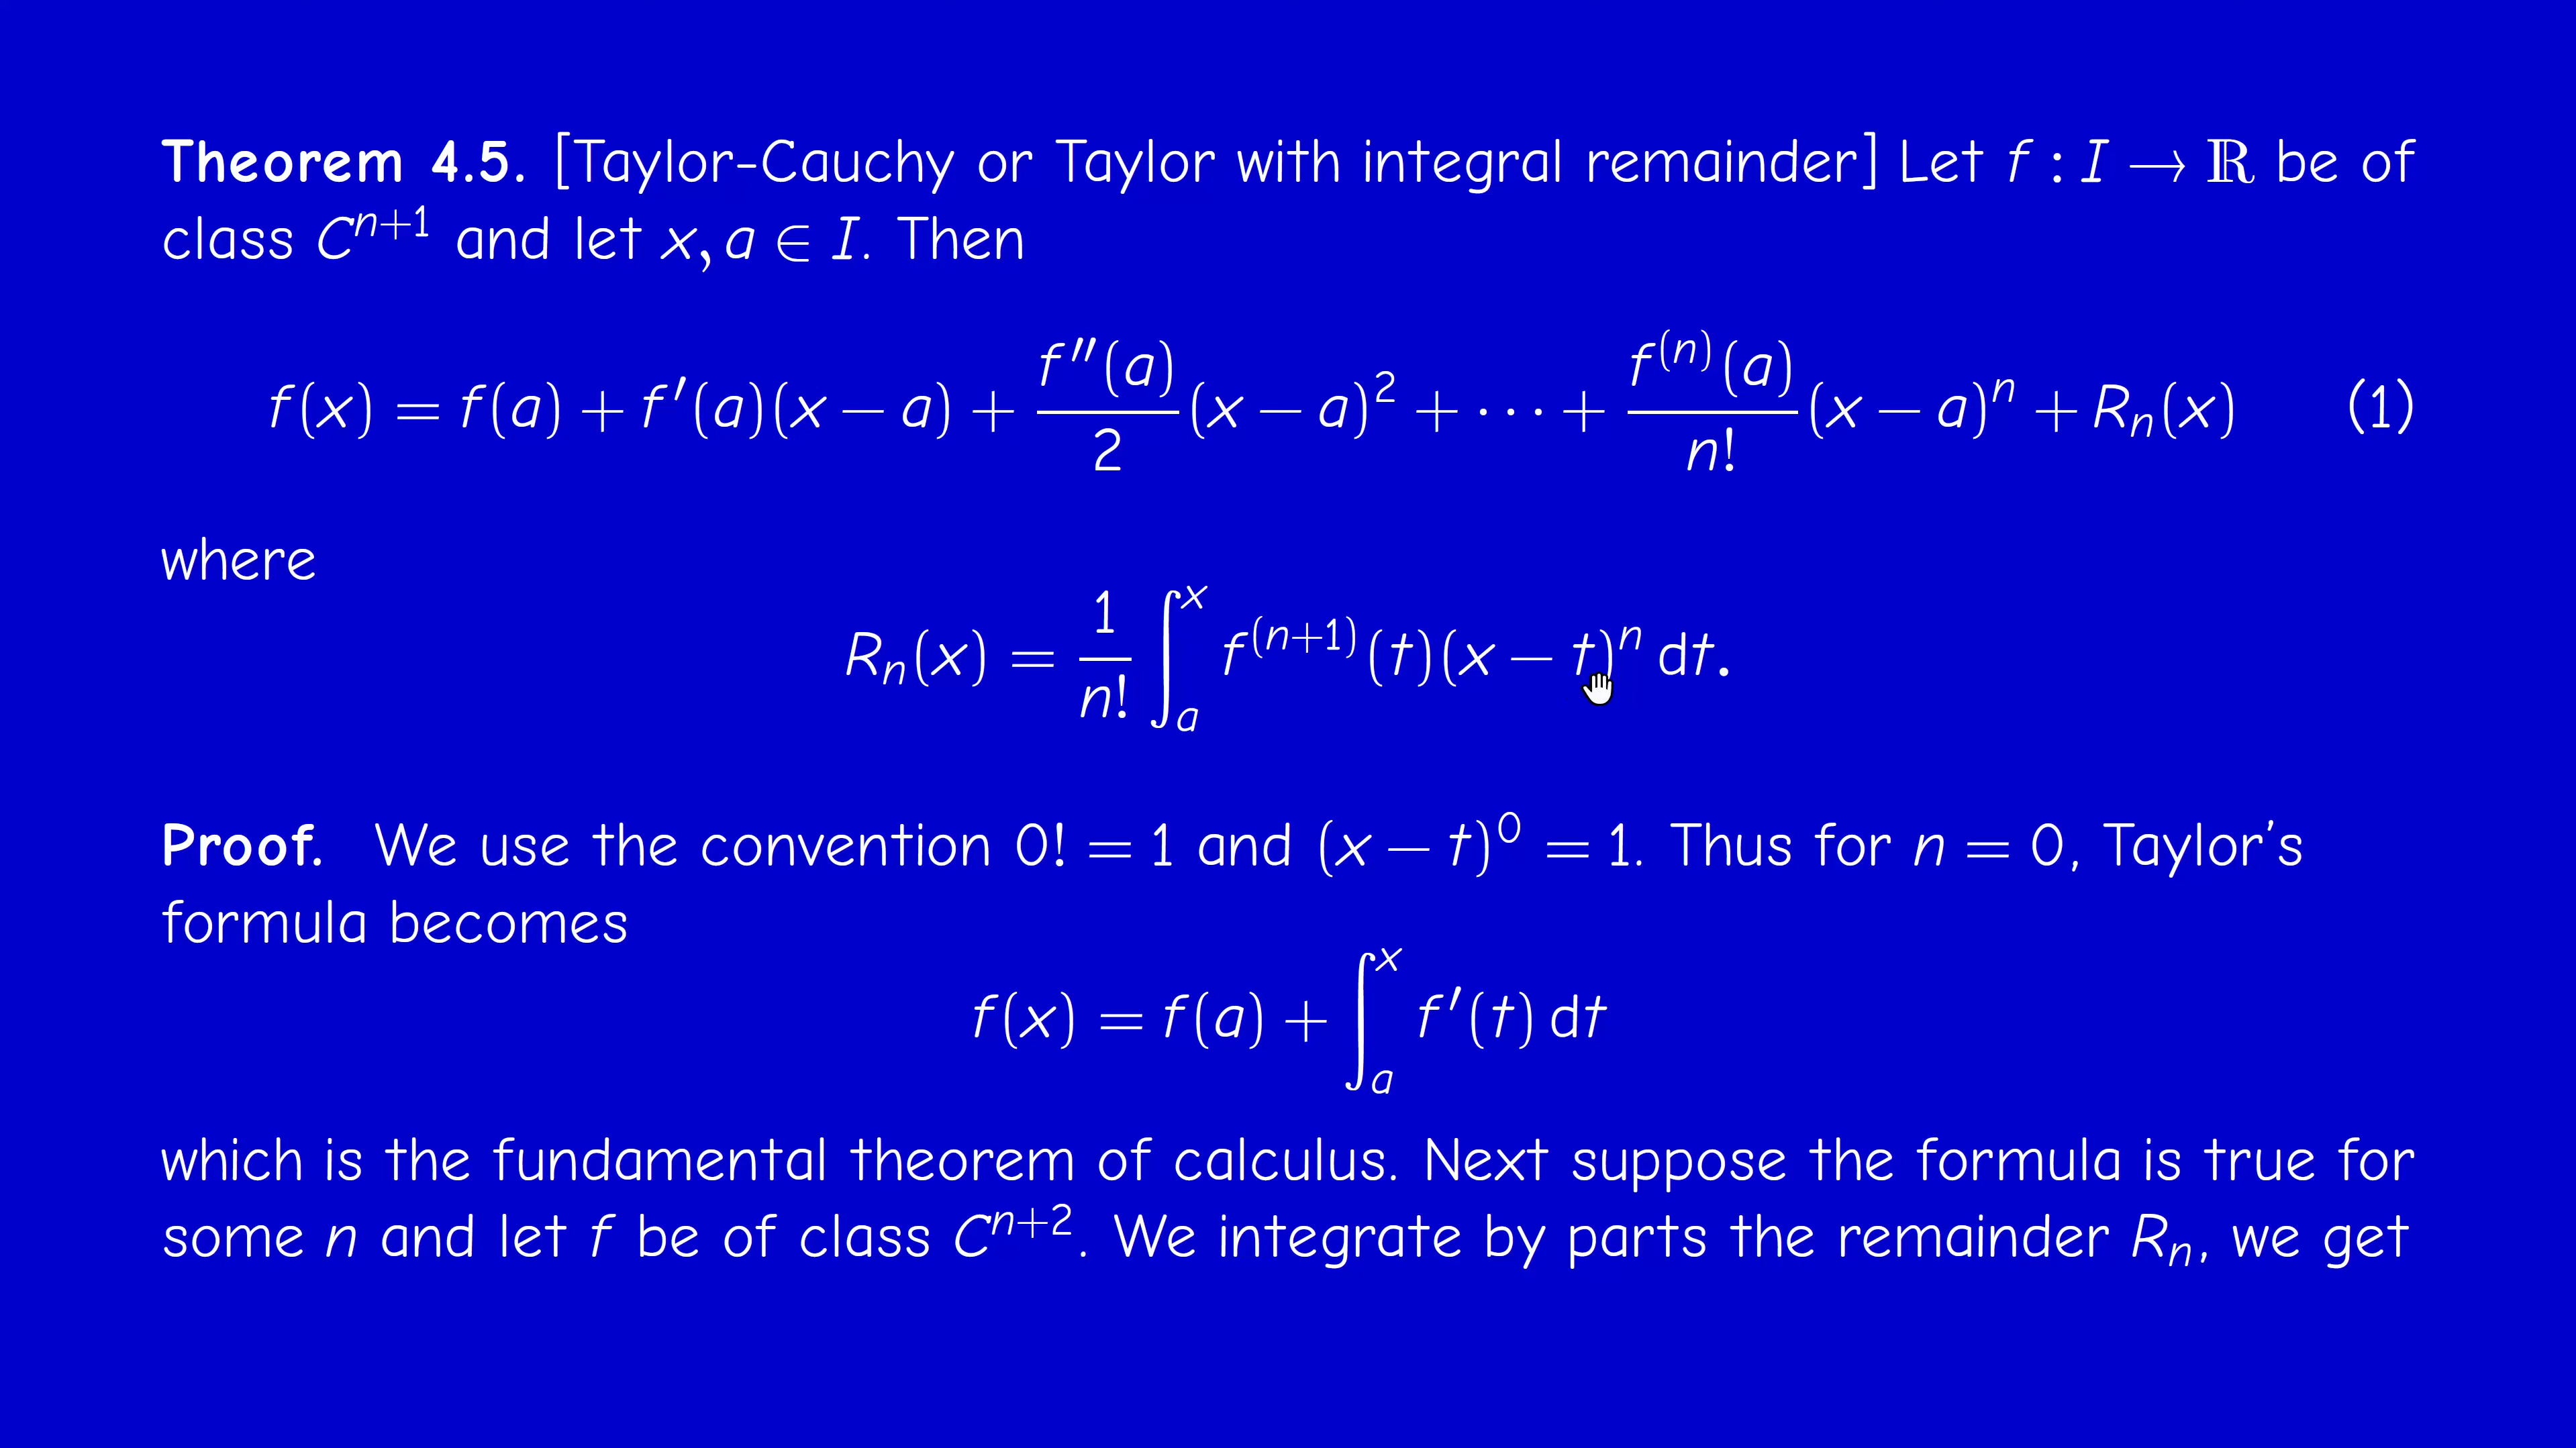 Theorem 4.5. [Taylor-Cauchy or Taylor with integral remainder] Let f : I → ℝ be of
class C^{n+1} and let x, a ∈ I. Then
f(x) = f(a) + f′(a)(x − a) + \frac{f″(a)}{2}(x − a)^2 + ⋯ + \frac{f^{(n)}(a)}{n!}(x − a)^n + R_n(x) (1)
where
R_n(x) = \frac{1}{n!} ∫_a^x f^{(n+1)}(t)(x − t)^n dt.
Proof. We use the convention 0! = 1 and (x − t)^0 = 1. Thus for n = 0, Taylor's
formula becomes
f(x) = f(a) + ∫_a^x f′(t) dt
which is the fundamental theorem of calculus. Next suppose the formula is true for
some n and let f be of class C^{n+2}. We integrate by parts the remainder R_n, we get